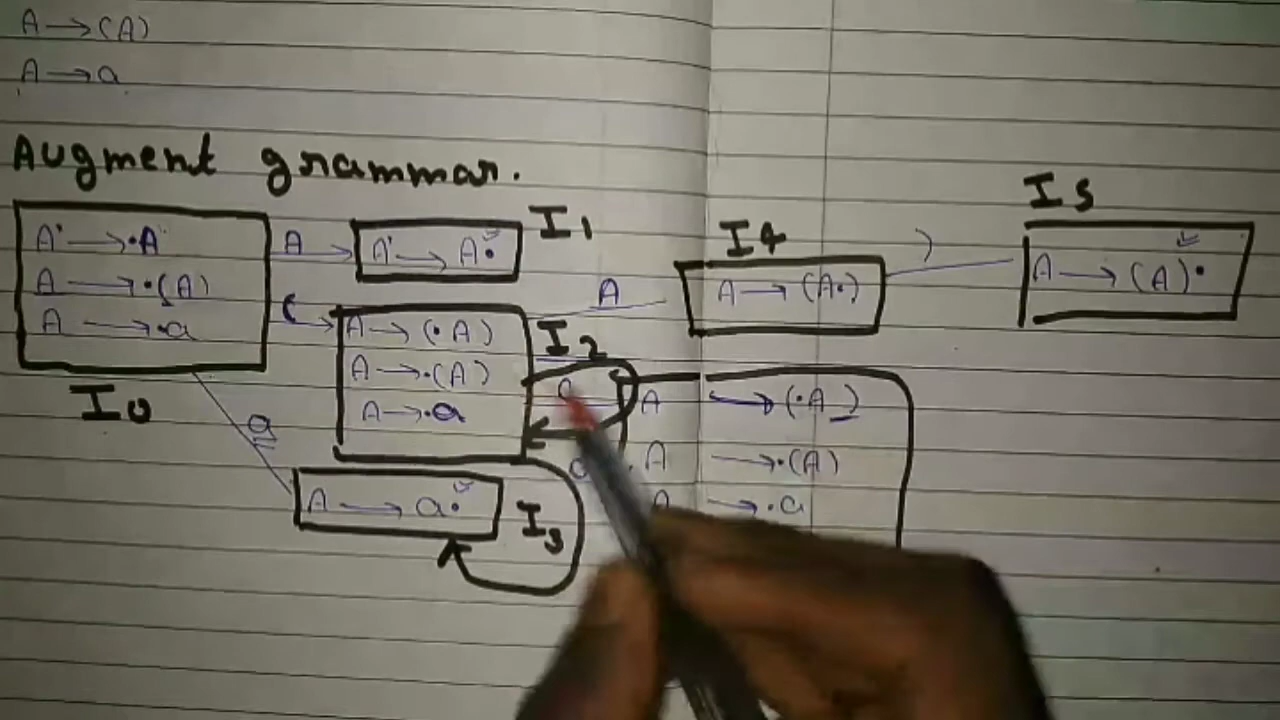 A→(A)
A→a
Augment grammar.
A'→·A
A→·(A)
A→·a
I0
A
A'→A·
I1
(
A→(·A)
A→·(A)
A→·a
I2
a
A→a·
I3
A
I4
A→(A·)
)
I5
A→(A)·
A→(·A)
A→·(A)
A→·a